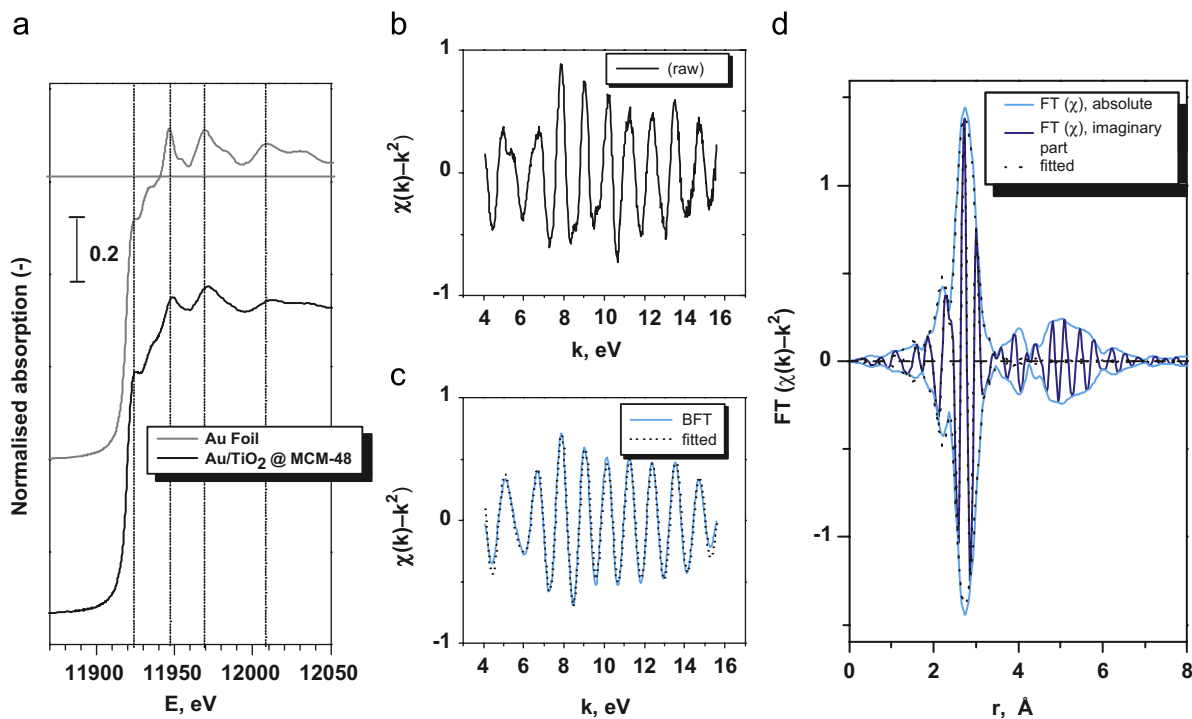 a
Normalised absorption (-)
0.2
Au Foil
Au/TiO₂ @ MCM-48
11900 11950 12000 12050
E, eV
b
χ(k)–k²
1
0
-1
(raw)
4 6 8 10 12 14 16
k, eV
c
χ(k)–k²
1
0
-1
BFT
fitted
4 6 8 10 12 14 16
k, eV
d
FT (χ(k)–k²)
1
0
-1
FT (χ), absolute
FT (χ), imaginary
part
fitted
0 2 4 6 8
r, Å